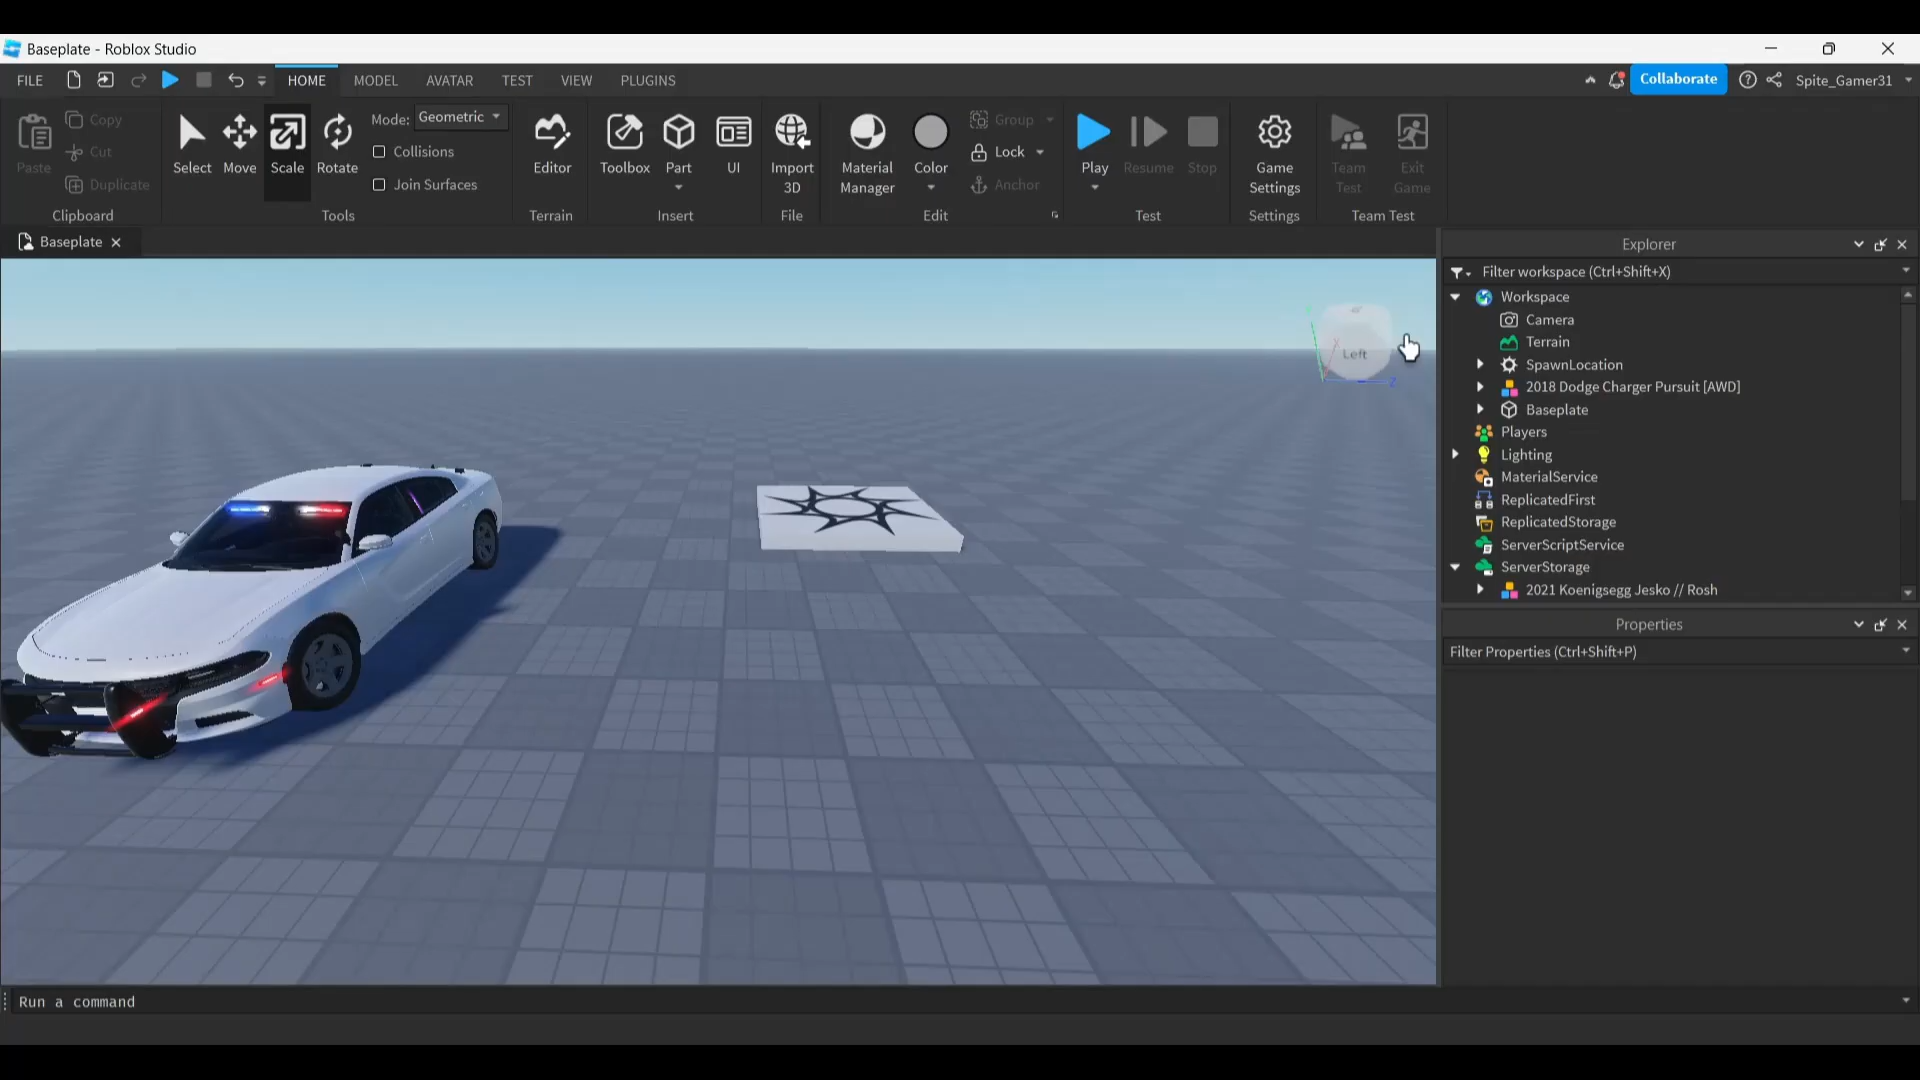 Baseplate - Roblox Studio
FILE HOME MODEL AVATAR TEST VIEW PLUGINS Collaborate Spite_Gamer31
Paste Copy Cut Duplicate
Clipboard
Select Move Scale Rotate Mode: Geometric
Collisions
Join Surfaces
Tools
Editor
Terrain
Toolbox Part UI
Insert
Import 3D
File
Material Manager Color Group Lock Anchor
Edit
Play Resume Stop
Test
Game Settings
Settings
Team Test Exit Game
Team Test
Baseplate
Left
Z
Explorer
Filter workspace (Ctrl+Shift+X)
Workspace
Camera
Terrain
SpawnLocation
2018 Dodge Charger Pursuit [AWD]
Baseplate
Players
Lighting
MaterialService
ReplicatedFirst
ReplicatedStorage
ServerScriptService
ServerStorage
2021 Koenigsegg Jesko // Rosh
Properties
Filter Properties (Ctrl+Shift+P)
Run a command